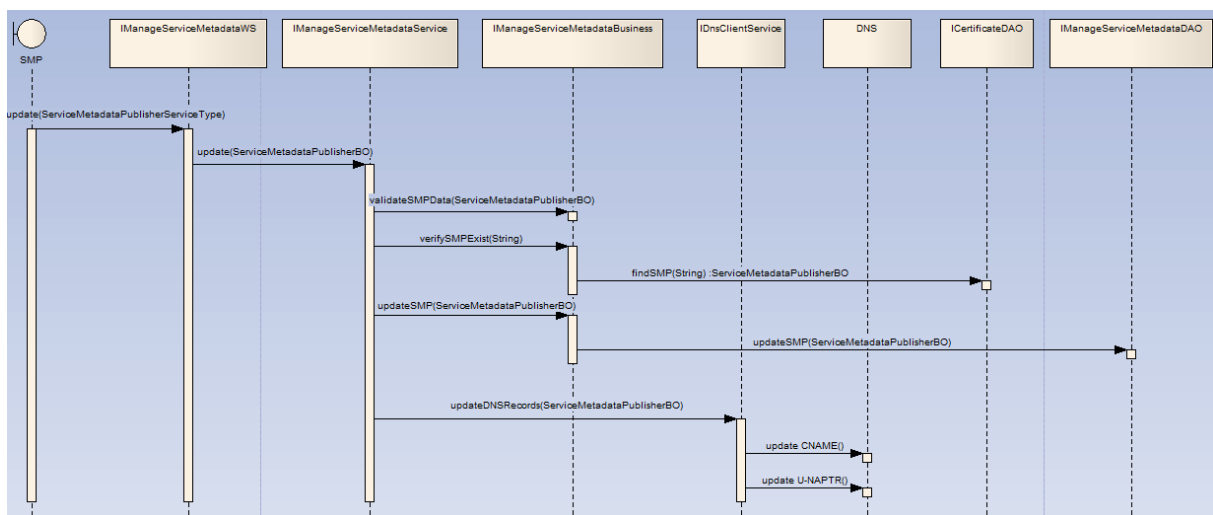 SMP
IManageServiceMetadataWS
IManageServiceMetadataService
IManageServiceMetadataBusiness
IDnsClientService
DNS
ICertificateDAO
IManageServiceMetadataDAO
update(ServiceMetadataPublisherServiceType)
update(ServiceMetadataPublisherBO)
validateSMPData(ServiceMetadataPublisherBO)
verifySMPExist(String)
findSMP(String) :ServiceMetadataPublisherBO
updateSMP(ServiceMetadataPublisherBO)
updateSMP(ServiceMetadataPublisherBO)
updateDNSRecords(ServiceMetadataPublisherBO)
update CNAME()
update U-NAPTR()